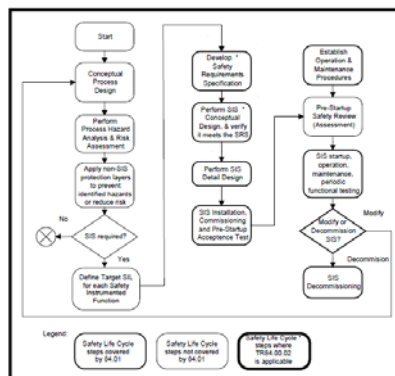 Start
Conceptual
Process
Design
Perform
Process Hazard
Analysis & Risk
Assessment
Apply non-SIS
protection layers
to prevent
identified hazards
or reduce risk
No
SIS required?
Yes
Define Target SIL
for each Safety
Instrumented
Function
Develop *
Safety
Requirements
Specification
Perform SIS *
Conceptual
Design, & verify
it meets the SRS
Perform SIS
Detail Design
SIS Installation,
Commissioning
and Pre-Startup
Acceptance Test
Establish
Operation &
Maintenance
Procedures
Pre-Startup
Safety Review
(Assessment)
SIS startup,
operation,
maintenance,
periodic
functional testing
Modify
Modify or
Decommission
SIS?
Decommision
SIS
Decommissioning
Legend:
Safety Life Cycle
steps covered
by 84.01
Safety Life Cycle
steps not covered
by 84.01
Safety Life Cycle *
steps where
TR84.00.02
is applicable